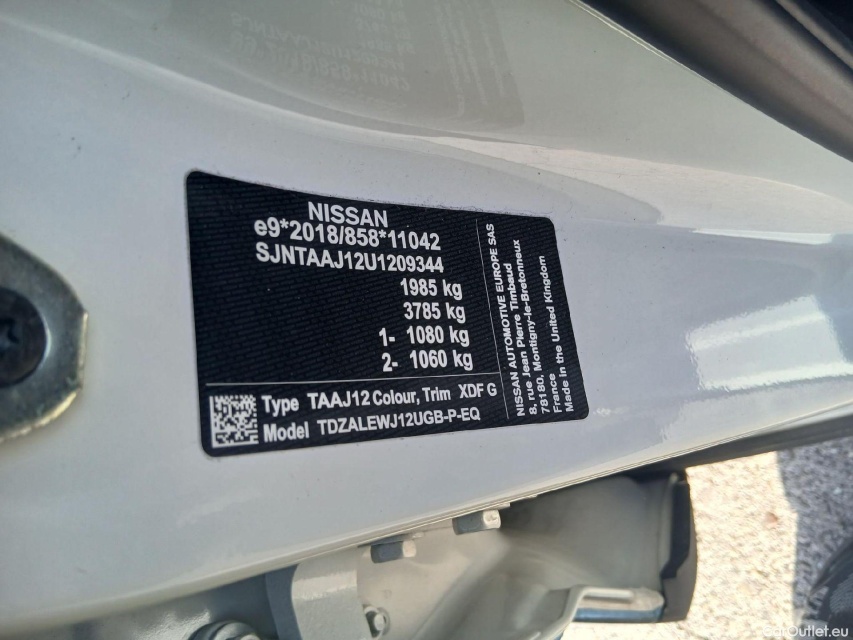 NISSAN
e9*2018/858*11042
SJNTAAJ12U1209344
1985 kg
3785 kg
1- 1080 kg
2- 1060 kg
Type TAAJ12 Colour, Trim XDF G
Model TDZALEWJ12UGB-P-EQ
NISSAN AUTOMOTIVE EUROPE SAS
8, rue Jean Pierre Timbaud
78180, Montigny-le-Bretonneux
France
Made in the United Kingdom
CarOutlet.eu